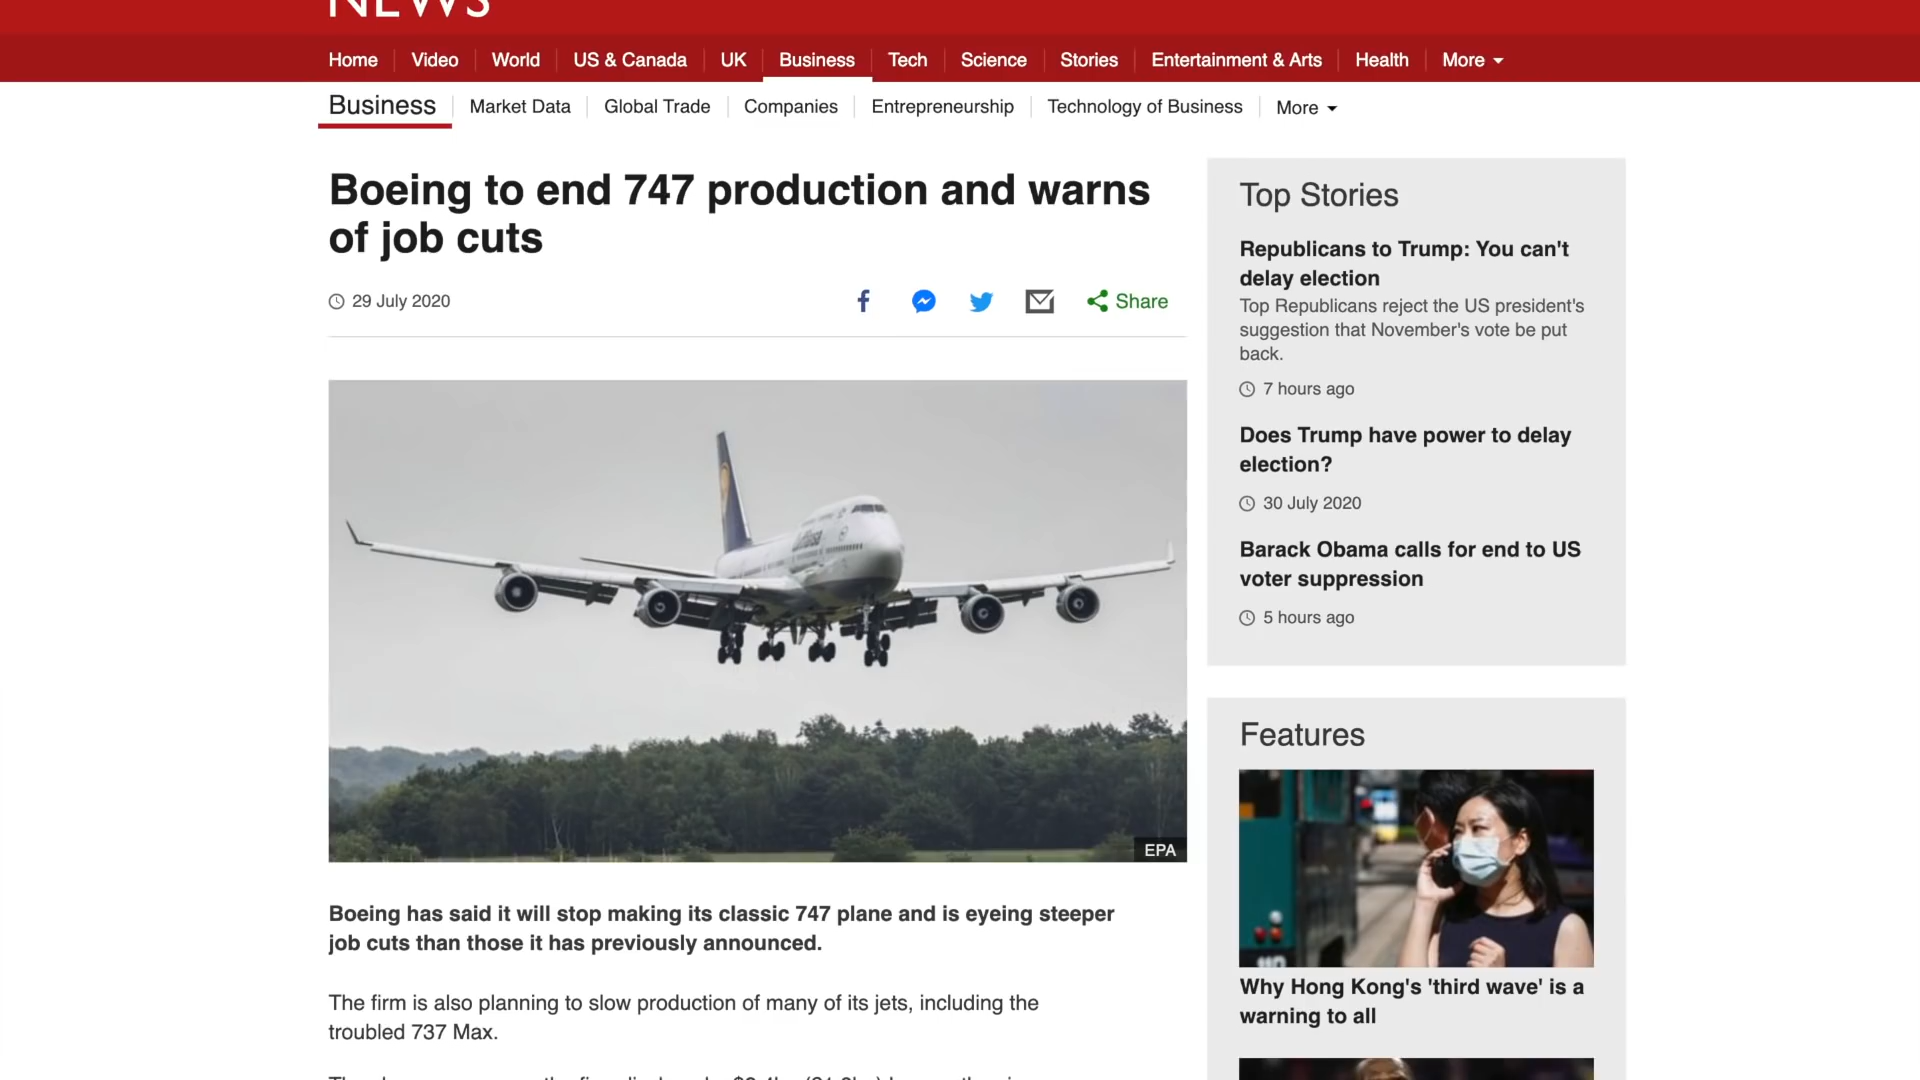 NEWS
Home Video World US & Canada UK Business Tech Science Stories Entertainment & Arts Health More
Business Market Data Global Trade Companies Entrepreneurship Technology of Business More
Boeing to end 747 production and warns
of job cuts
29 July 2020
Share
Lufthansa
EPA
Boeing has said it will stop making its classic 747 plane and is eyeing steeper
job cuts than those it has previously announced.
The firm is also planning to slow production of many of its jets, including the
troubled 737 Max.
Top Stories
Republicans to Trump: You can't
delay election
Top Republicans reject the US president's
suggestion that November's vote be put
back.
7 hours ago
Does Trump have power to delay
election?
30 July 2020
Barack Obama calls for end to US
voter suppression
5 hours ago
Features
Why Hong Kong's 'third wave' is a
warning to all